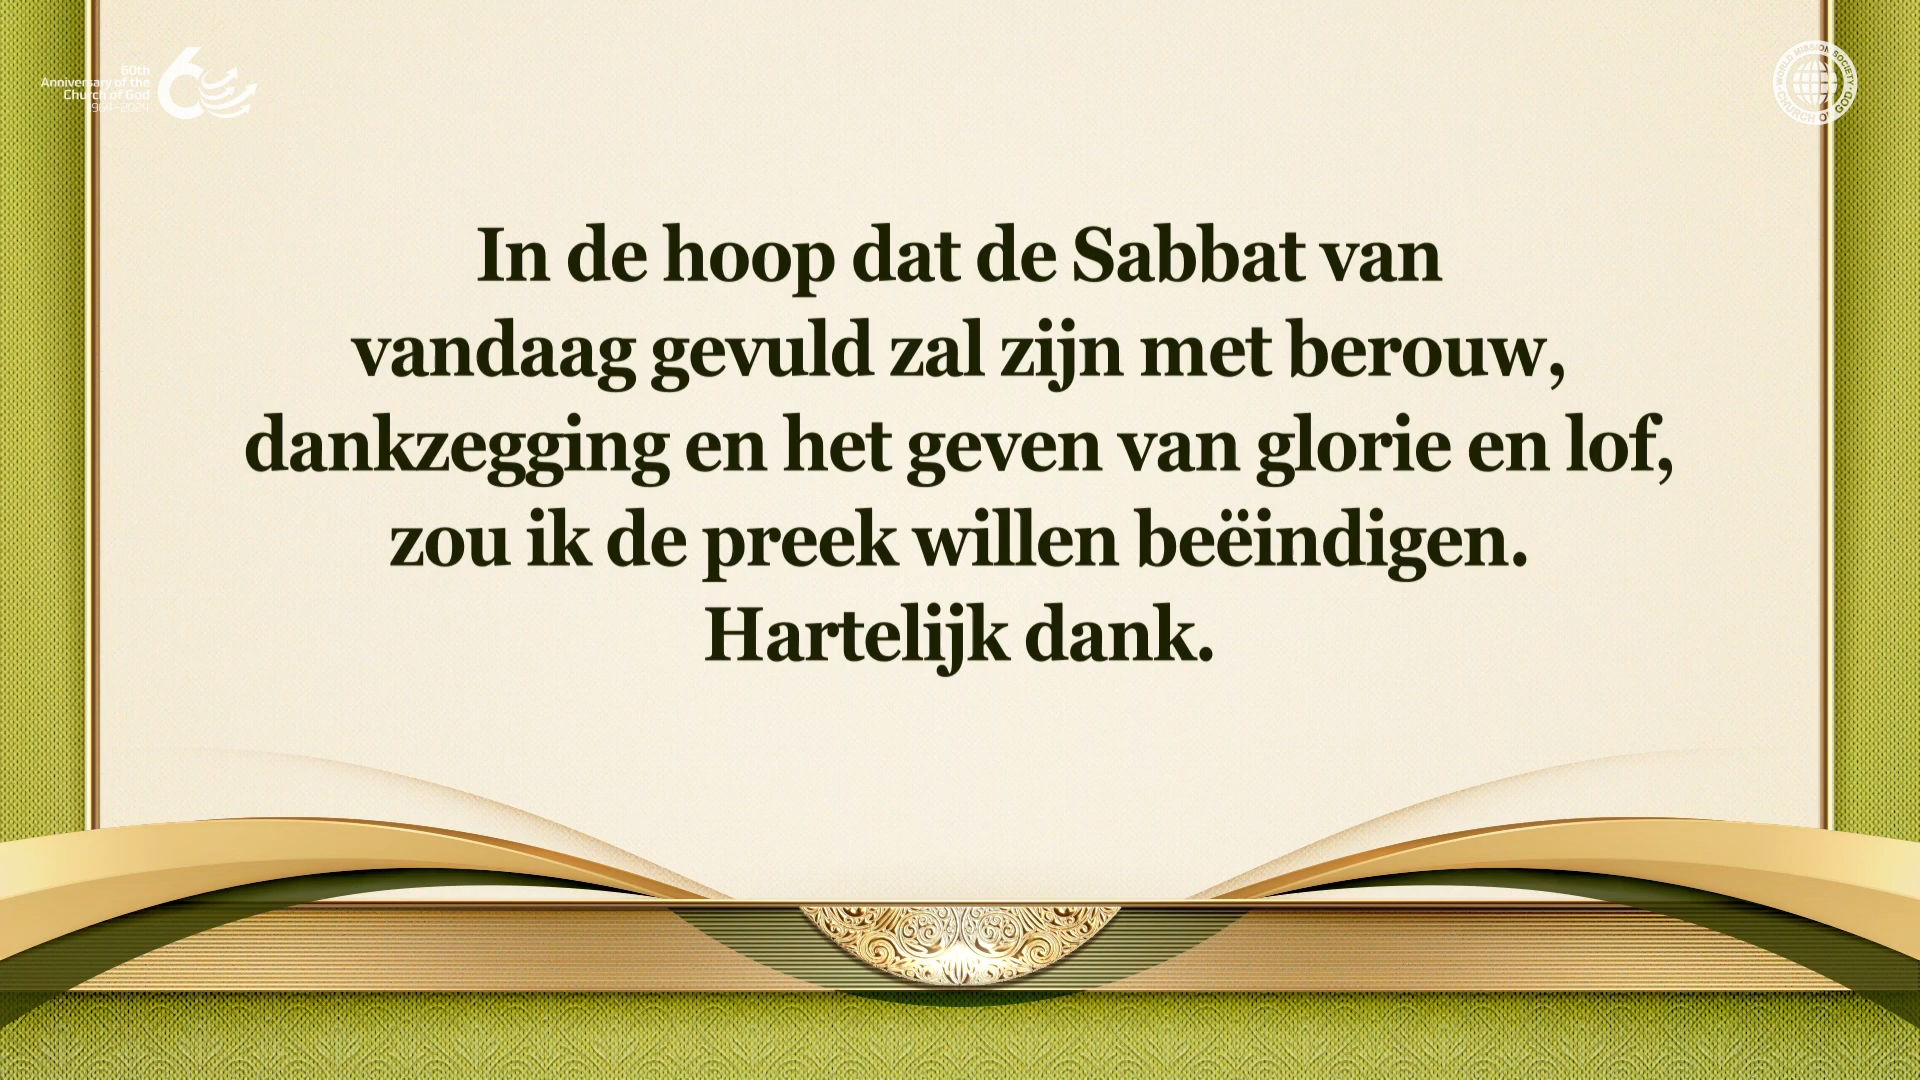 60th
Anniversary of the
Church of God
1964-2024
WORLD MISSION SOCIETY
CHURCH OF GOD
In de hoop dat de Sabbat van
vandaag gevuld zal zijn met berouw,
dankzegging en het geven van glorie en lof,
zou ik de preek willen beëindigen.
Hartelijk dank.